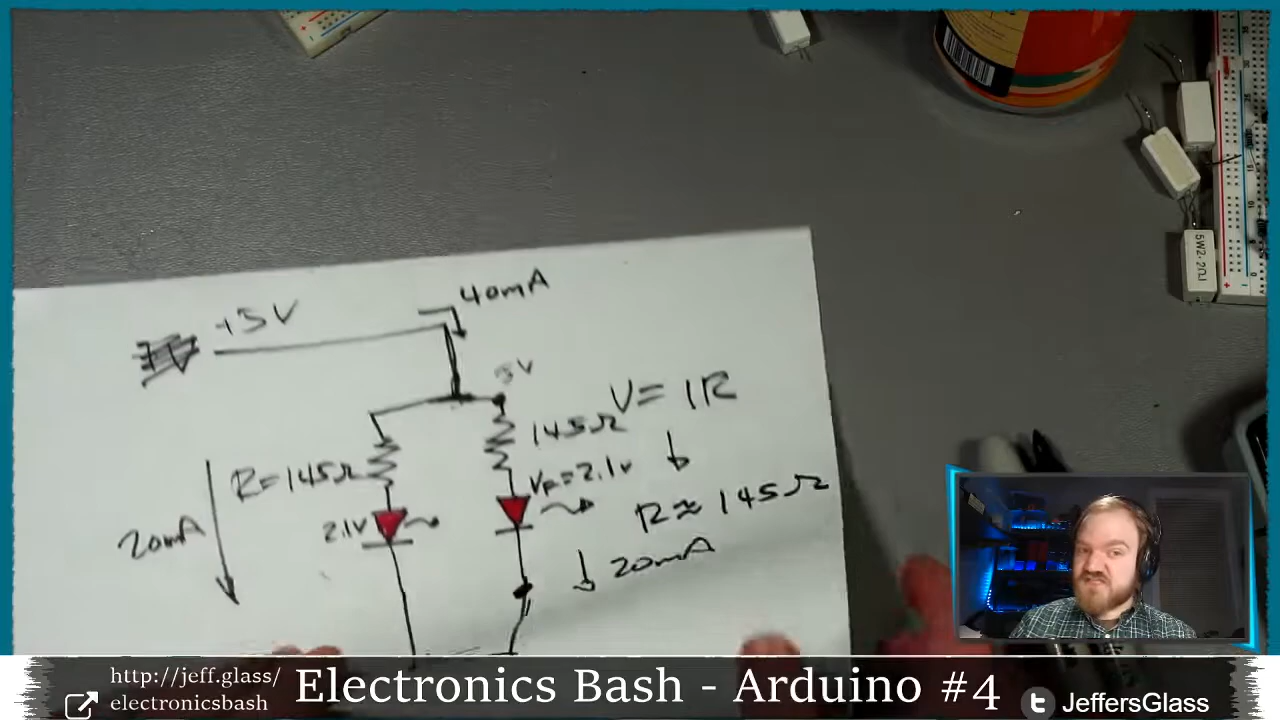 40mA
+5V
5V
V= IR
145Ω
R=145Ω
VF=2.1v
R≈145Ω
2.1V
20mA
20mA
5W2.2ΩJ
http://jeff.glass/
electronicsbash
Electronics Bash - Arduino #4
JeffersGlass